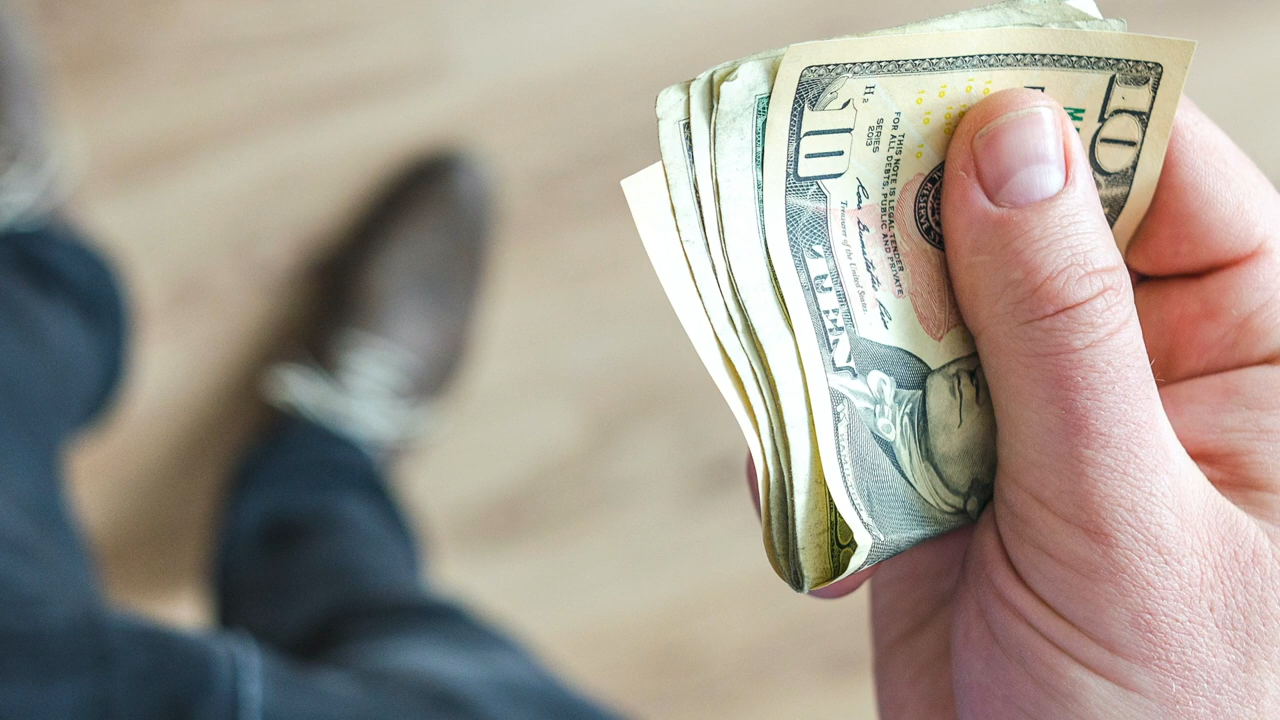 10
H2
SERIES
2013
FOR THIS NOTE IS LEGAL TENDER
ALL DEBTS, PUBLIC AND PRIVATE
Treasurer of the United States.
TEN
10